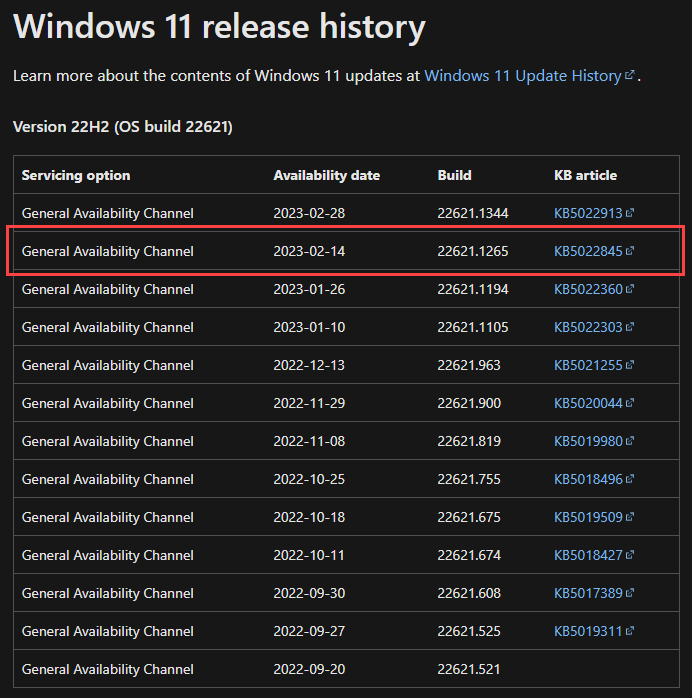 Windows 11 release history
Learn more about the contents of Windows 11 updates at Windows 11 Update History.
Version 22H2 (OS build 22621)
Servicing option Availability date Build KB article
General Availability Channel 2023-02-28 22621.1344 KB5022913
General Availability Channel 2023-02-14 22621.1265 KB5022845
General Availability Channel 2023-01-26 22621.1194 KB5022360
General Availability Channel 2023-01-10 22621.1105 KB5022303
General Availability Channel 2022-12-13 22621.963 KB5021255
General Availability Channel 2022-11-29 22621.900 KB5020044
General Availability Channel 2022-11-08 22621.819 KB5019980
General Availability Channel 2022-10-25 22621.755 KB5018496
General Availability Channel 2022-10-18 22621.675 KB5019509
General Availability Channel 2022-10-11 22621.674 KB5018427
General Availability Channel 2022-09-30 22621.608 KB5017389
General Availability Channel 2022-09-27 22621.525 KB5019311
General Availability Channel 2022-09-20 22621.521